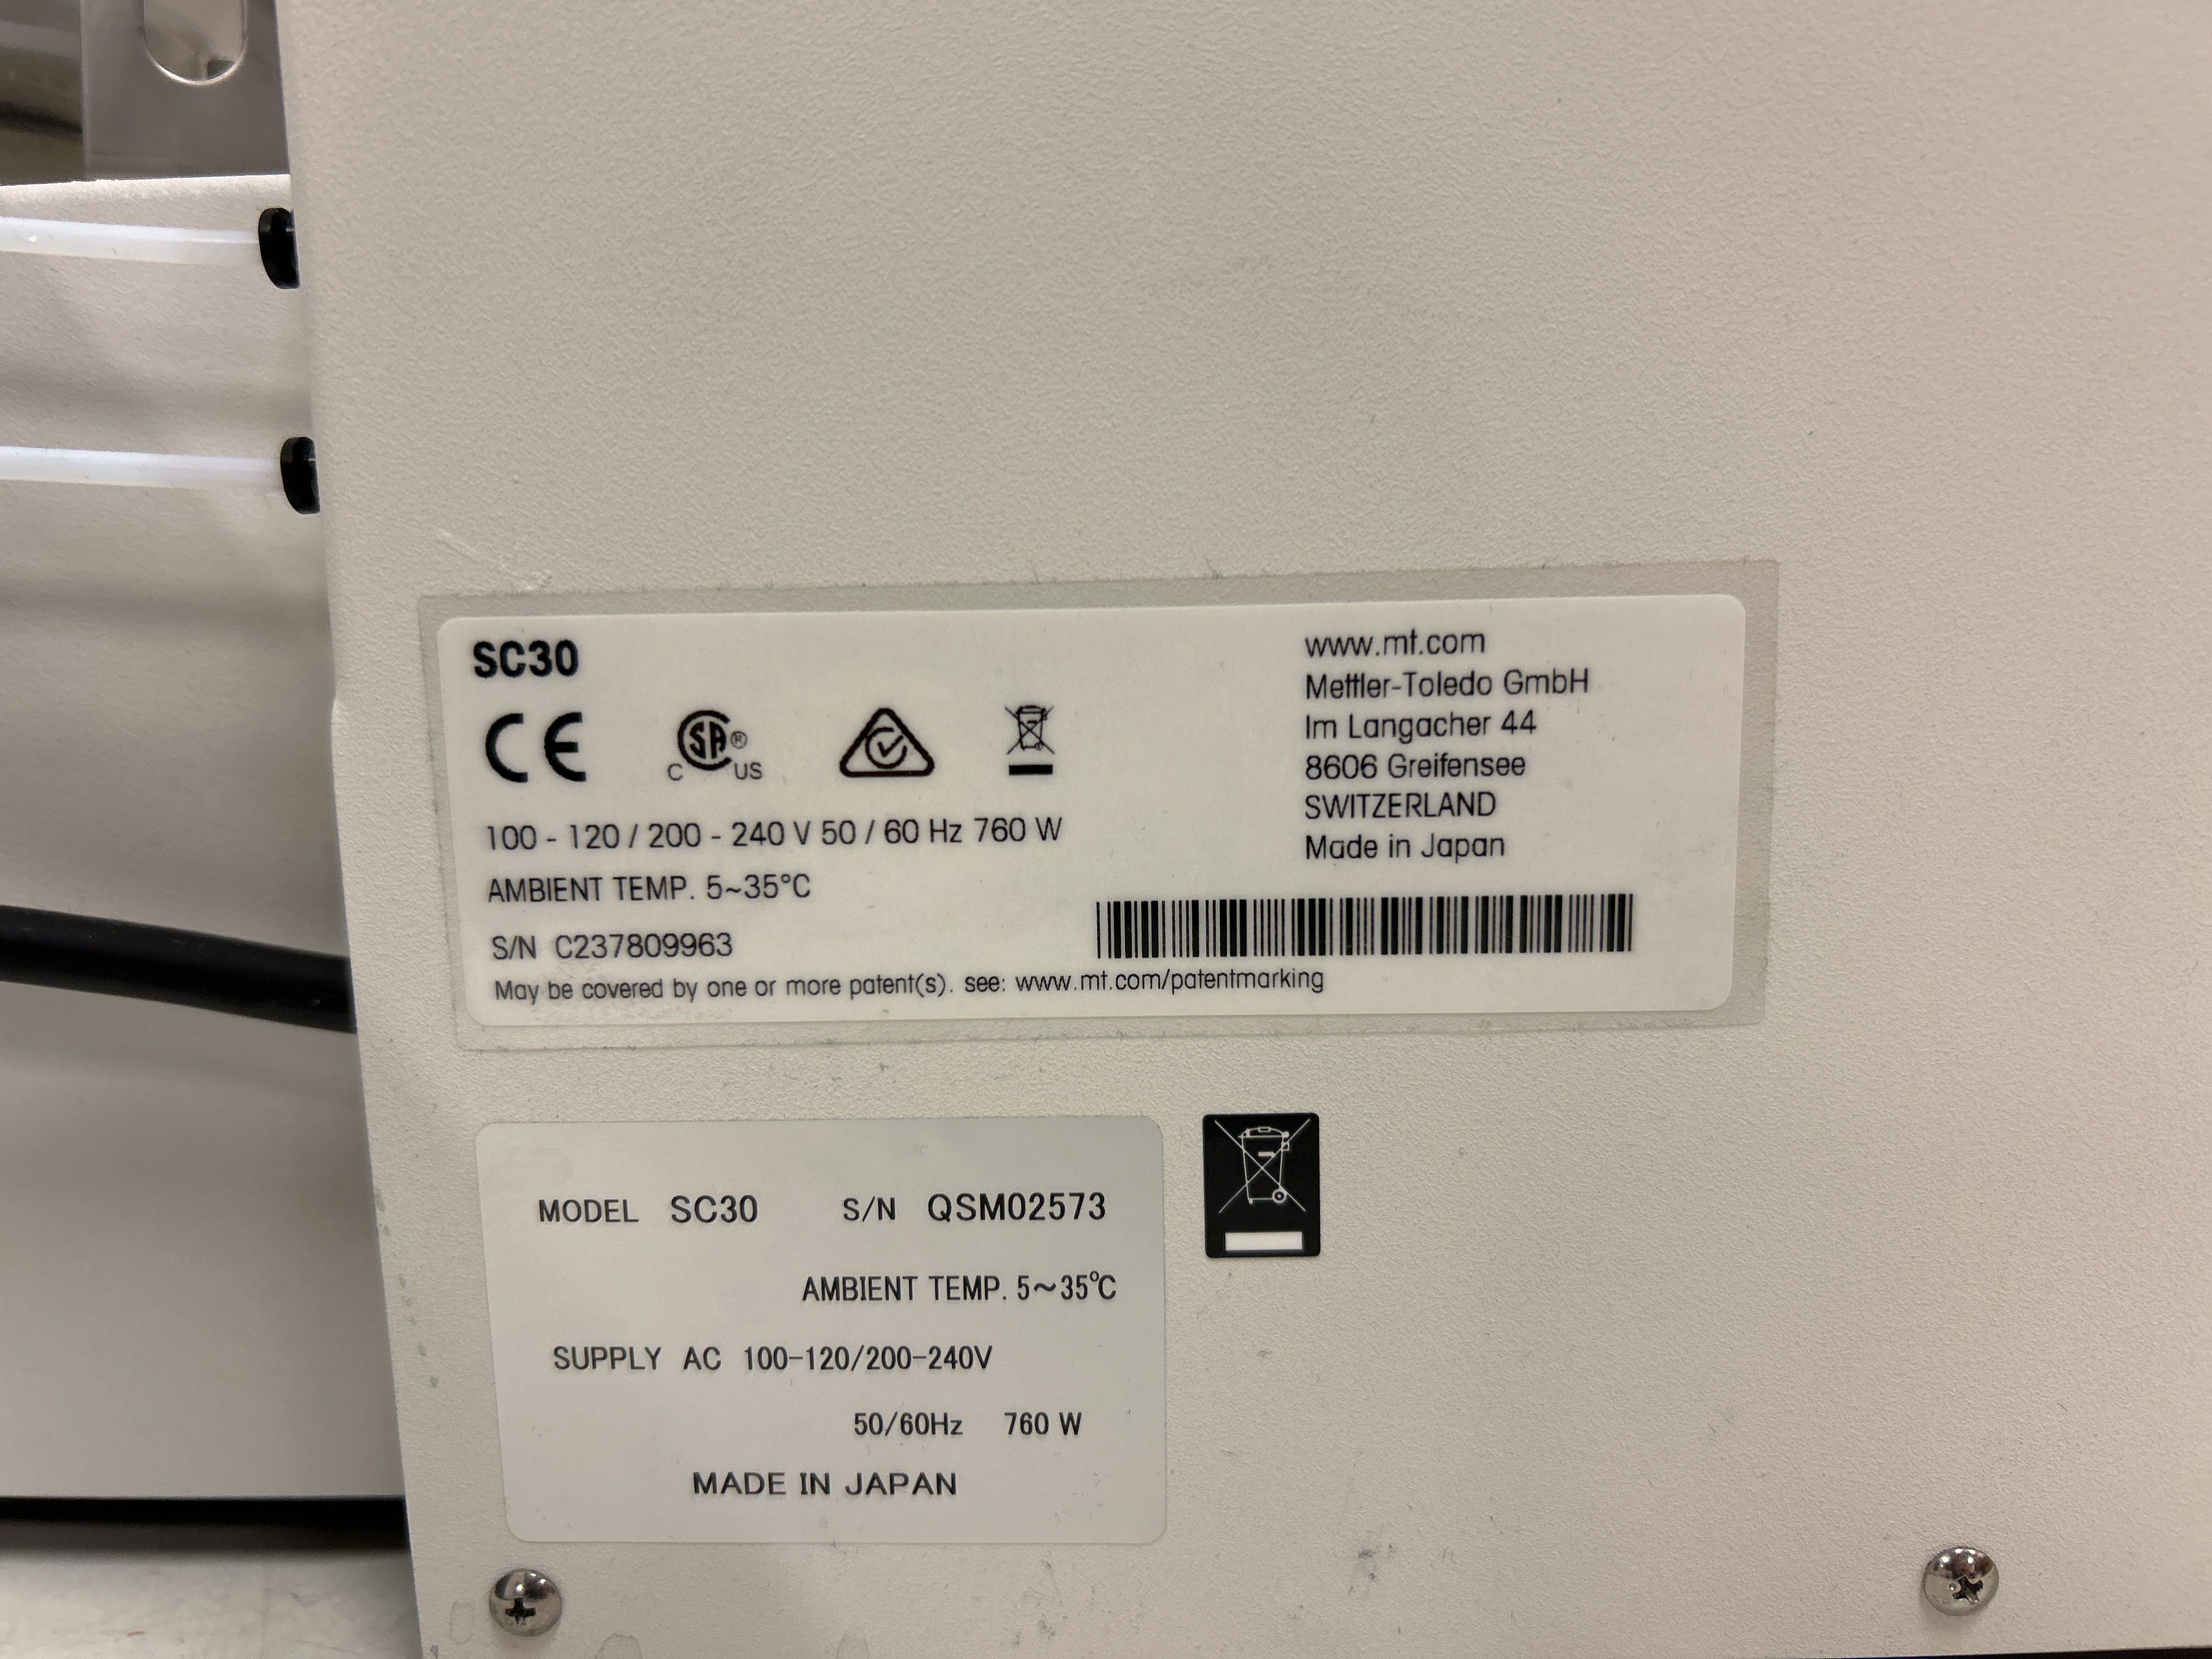 SC30
CE
C SA® US
100 - 120 / 200 - 240 V 50 / 60 Hz 760 W
AMBIENT TEMP. 5~35°C
S/N C237809963
May be covered by one or more patent(s). see: www.mt.com/patentmarking
www.mt.com
Mettler-Toledo GmbH
Im Langacher 44
8606 Greifensee
SWITZERLAND
Made in Japan
MODEL SC30 S/N QSM02573
AMBIENT TEMP. 5~35℃
SUPPLY AC 100-120/200-240V
50/60Hz 760 W
MADE IN JAPAN